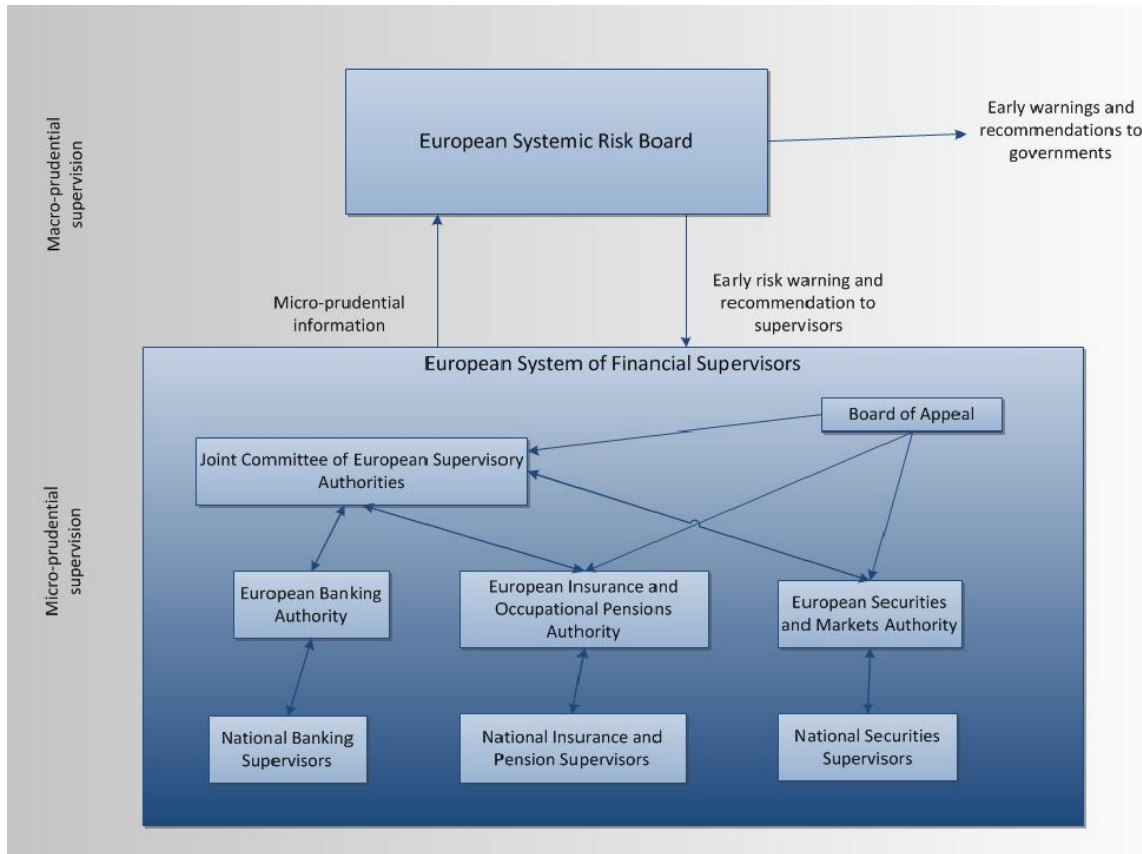 Macro-prudential
supervision
European Systemic Risk Board
Early warnings and
recommendations to
governments
Micro-prudential
information
Early risk warning and
recommendation to
supervisors
Micro-prudential
supervision
European System of Financial Supervisors
Board of Appeal
Joint Committee of European Supervisory
Authorities
European Banking
Authority
European Insurance and
Occupational Pensions
Authority
European Securities
and Markets Authority
National Banking
Supervisors
National Insurance and
Pension Supervisors
National Securities
Supervisors